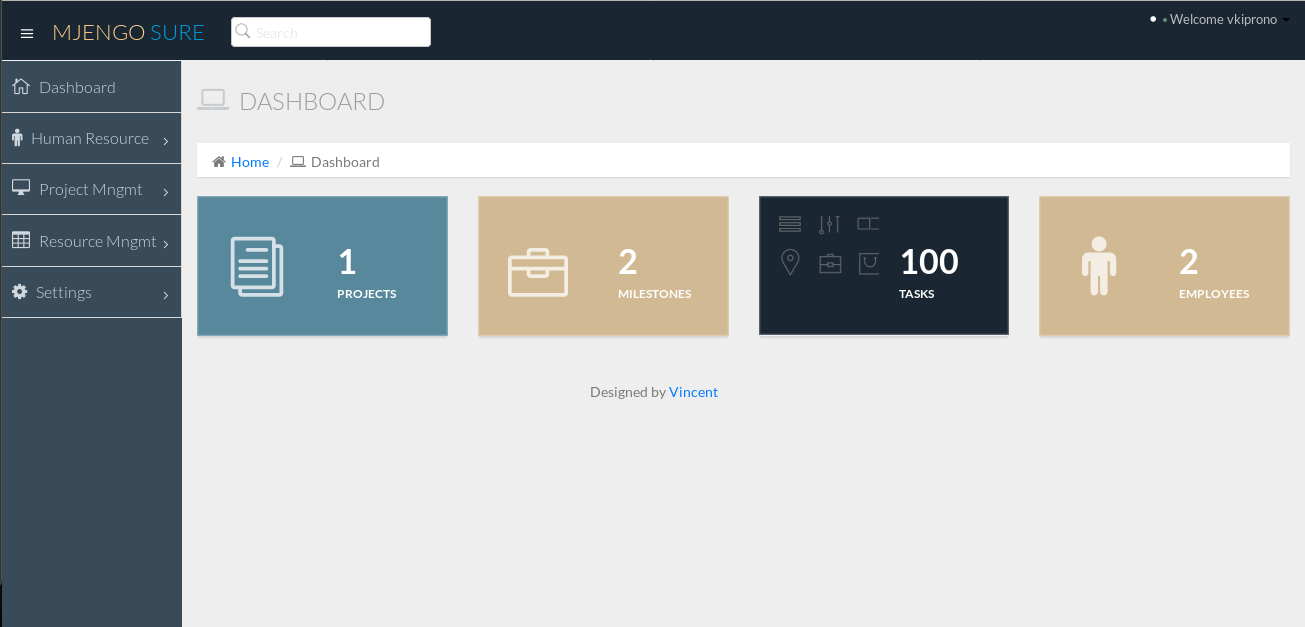 MJENGO SURE
Search
Welcome vkiprono
Dashboard
Human Resource
Project Mngmt
Resource Mngmt
Settings
DASHBOARD
Home / Dashboard
1
PROJECTS
2
MILESTONES
100
TASKS
2
EMPLOYEES
Designed by Vincent